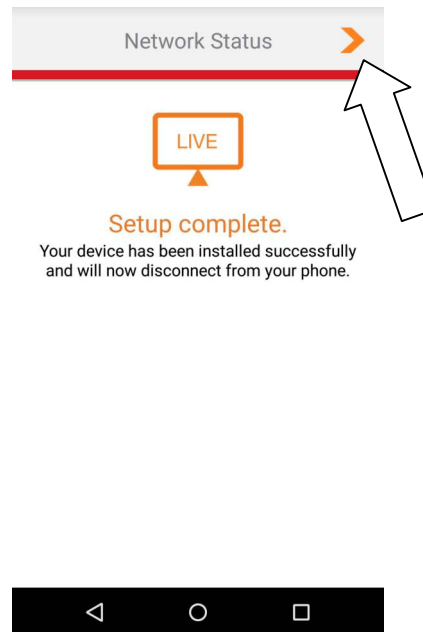 Network Status
LIVE
Setup complete.
Your device has been installed successfully
and will now disconnect from your phone.